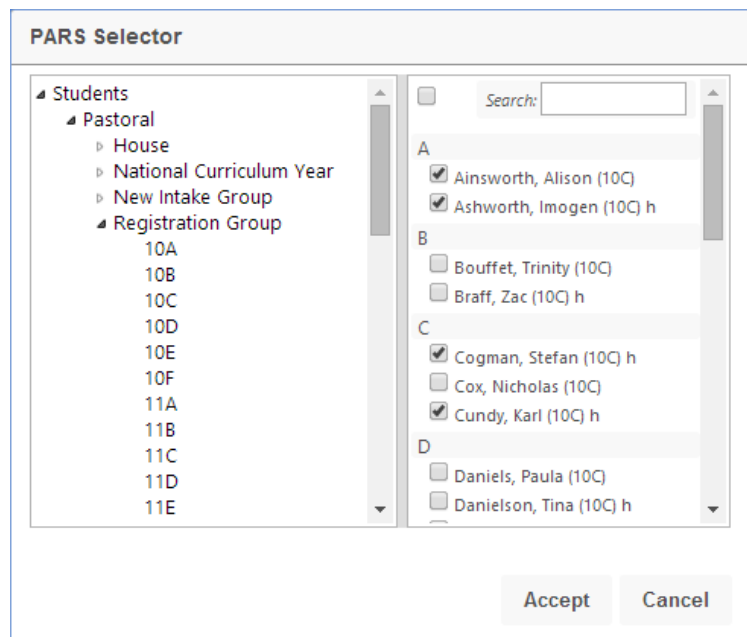 PARS Selector
Students
Pastoral
House
National Curriculum Year
New Intake Group
Registration Group
10A
10B
10C
10D
10E
10F
11A
11B
11C
11D
11E
Search:
A
Ainsworth, Alison (10C)
Ashworth, Imogen (10C) h
B
Bouffet, Trinity (10C)
Braff, Zac (10C) h
C
Cogman, Stefan (10C) h
Cox, Nicholas (10C)
Cundy, Karl (10C) h
D
Daniels, Paula (10C)
Danielson, Tina (10C) h
Accept Cancel